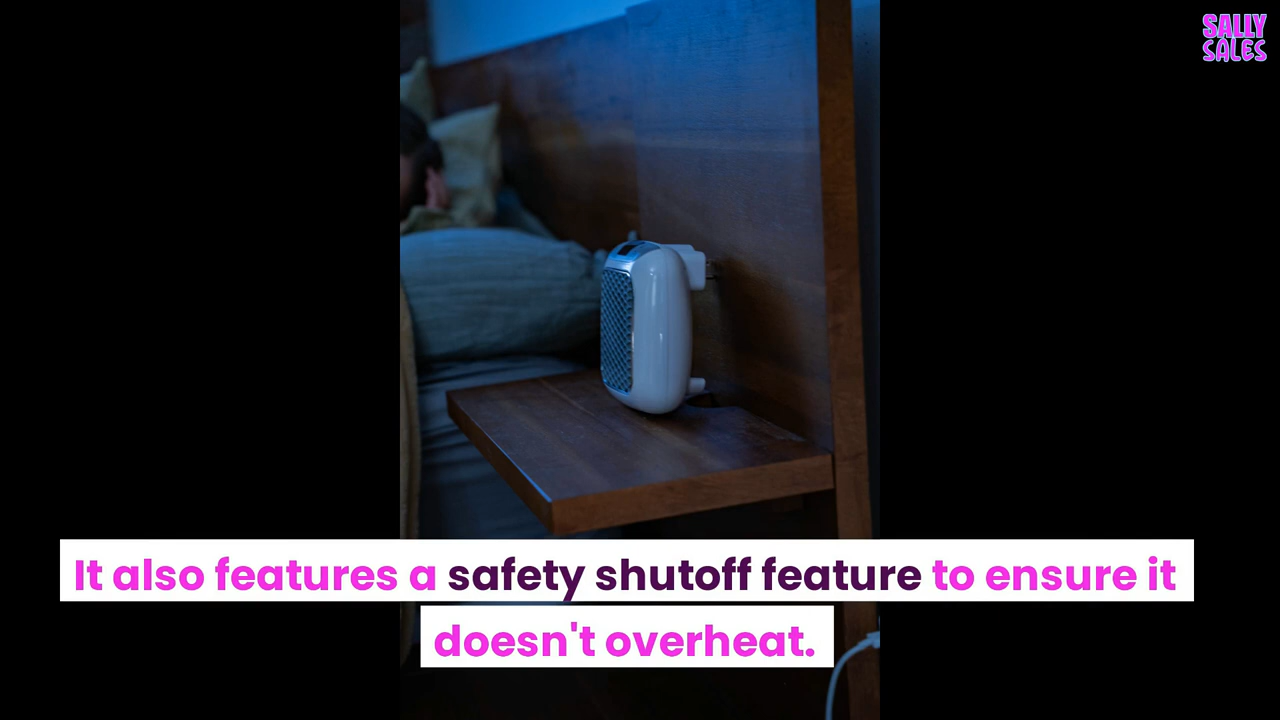 SALLY
SALES
It also features a safety shutoff feature to ensure it
doesn't overheat.